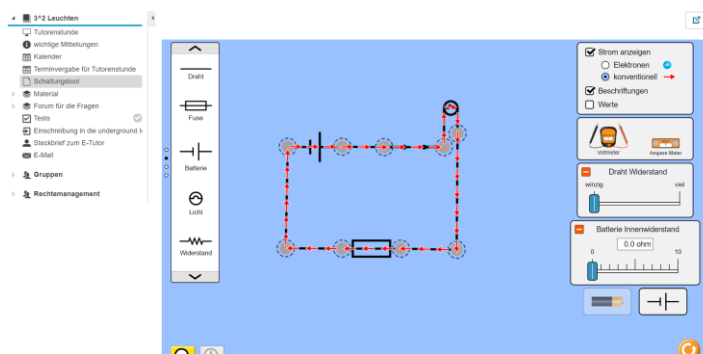 3^2 Leuchten
Tutorenstunde
wichtige Mitteilungen
Kalender
Terminvergabe für Tutorenstunde
Schaltungstool
Material
Forum für die Fragen
Tests
Einschreibung in die underground
Steckbrief zum E-Tutor
E-Mail
Gruppen
Rechtemanagement
Draht
Fuse
Batterie
Licht
Widerstand
Strom anzeigen
Elektronen
konventionell
Beschriftungen
Werte
Voltmeter
Ampere Meter
Draht Widerstand
winzig viel
Batterie Innenwiderstand
0.0 ohm
0 10